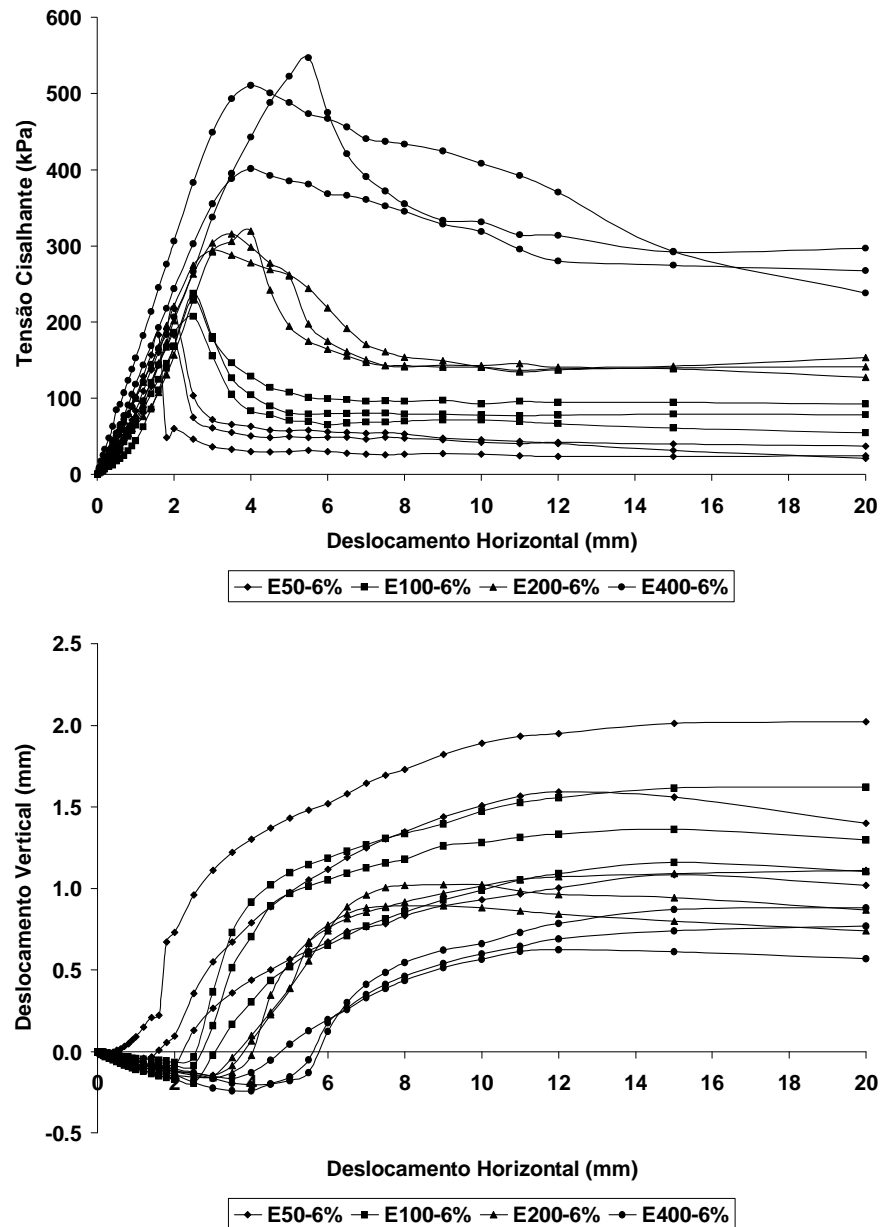 600
500
400
300
200
100
0
Tensão Cisalhante (kPa)
0 2 4 6 8 10 12 14 16 18 20
Deslocamento Horizontal (mm)
E50-6% E100-6% E200-6% E400-6%
2.5
2.0
1.5
1.0
0.5
0.0
-0.5
Deslocamento Vertical (mm)
0 2 4 6 8 10 12 14 16 18 20
Deslocamento Horizontal (mm)
E50-6% E100-6% E200-6% E400-6%